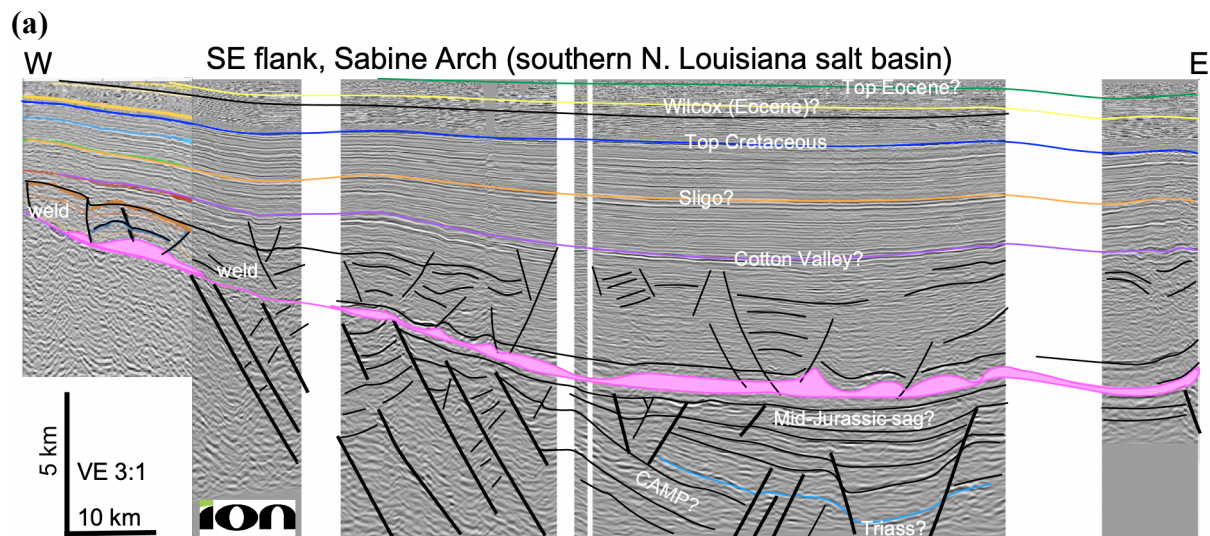 (a)
SE flank, Sabine Arch (southern N. Louisiana salt basin)
W
E
Top Eocene?
Wilcox (Eocene)?
Top Cretaceous
Sligo?
weld
weld
Cotton Valley?
Mid-Jurassic sag?
CAMP?
Triass?
5 km
VE 3:1
10 km
ion